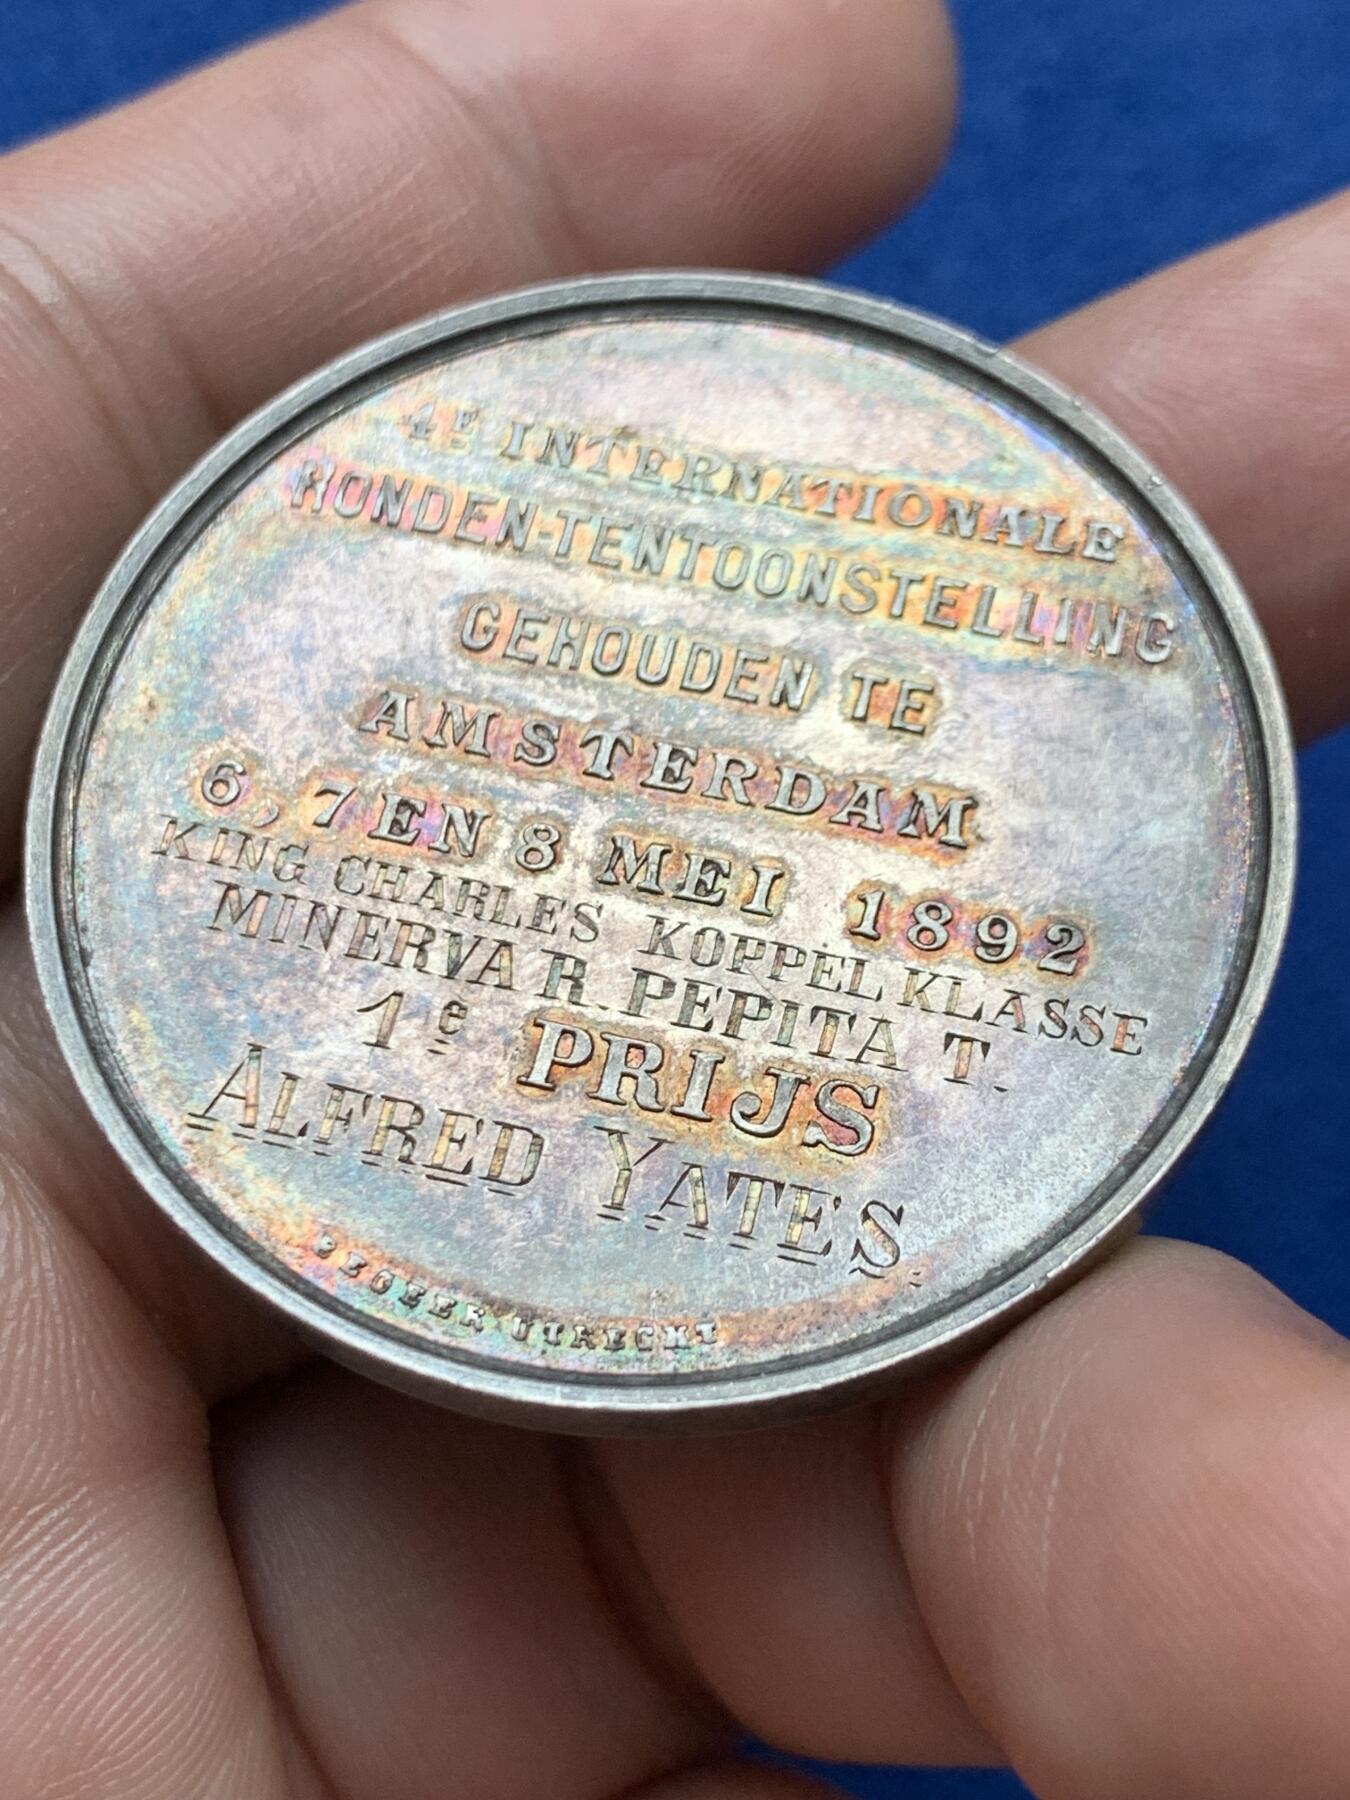 4E INTERNATIONALE
HONDEN-TENTOONSTELLING
GEHOUDEN TE
AMSTERDAM
6, 7 EN 8 MEI 1892
KING CHARLES KOPPEL KLASSE
MINERVA R. PEPITA T.
1e PRIJS
ALFRED YATES.
BEGEER UTRECHT